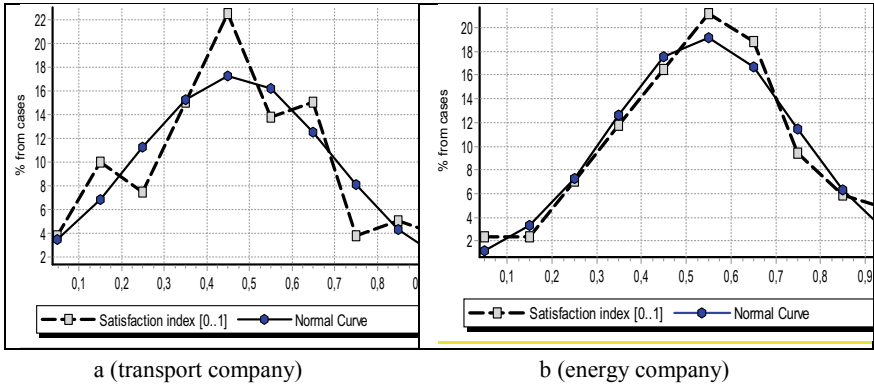 22
20
18
16
14
12
10
8
6
4
2
% from cases
0,1 0,2 0,3 0,4 0,5 0,6 0,7 0,8
Satisfaction index [0..1] Normal Curve
a (transport company)
20
18
16
14
12
10
8
6
4
2
% from cases
0,1 0,2 0,3 0,4 0,5 0,6 0,7 0,8 0,9
Satisfaction index [0..1] Normal Curve
b (energy company)